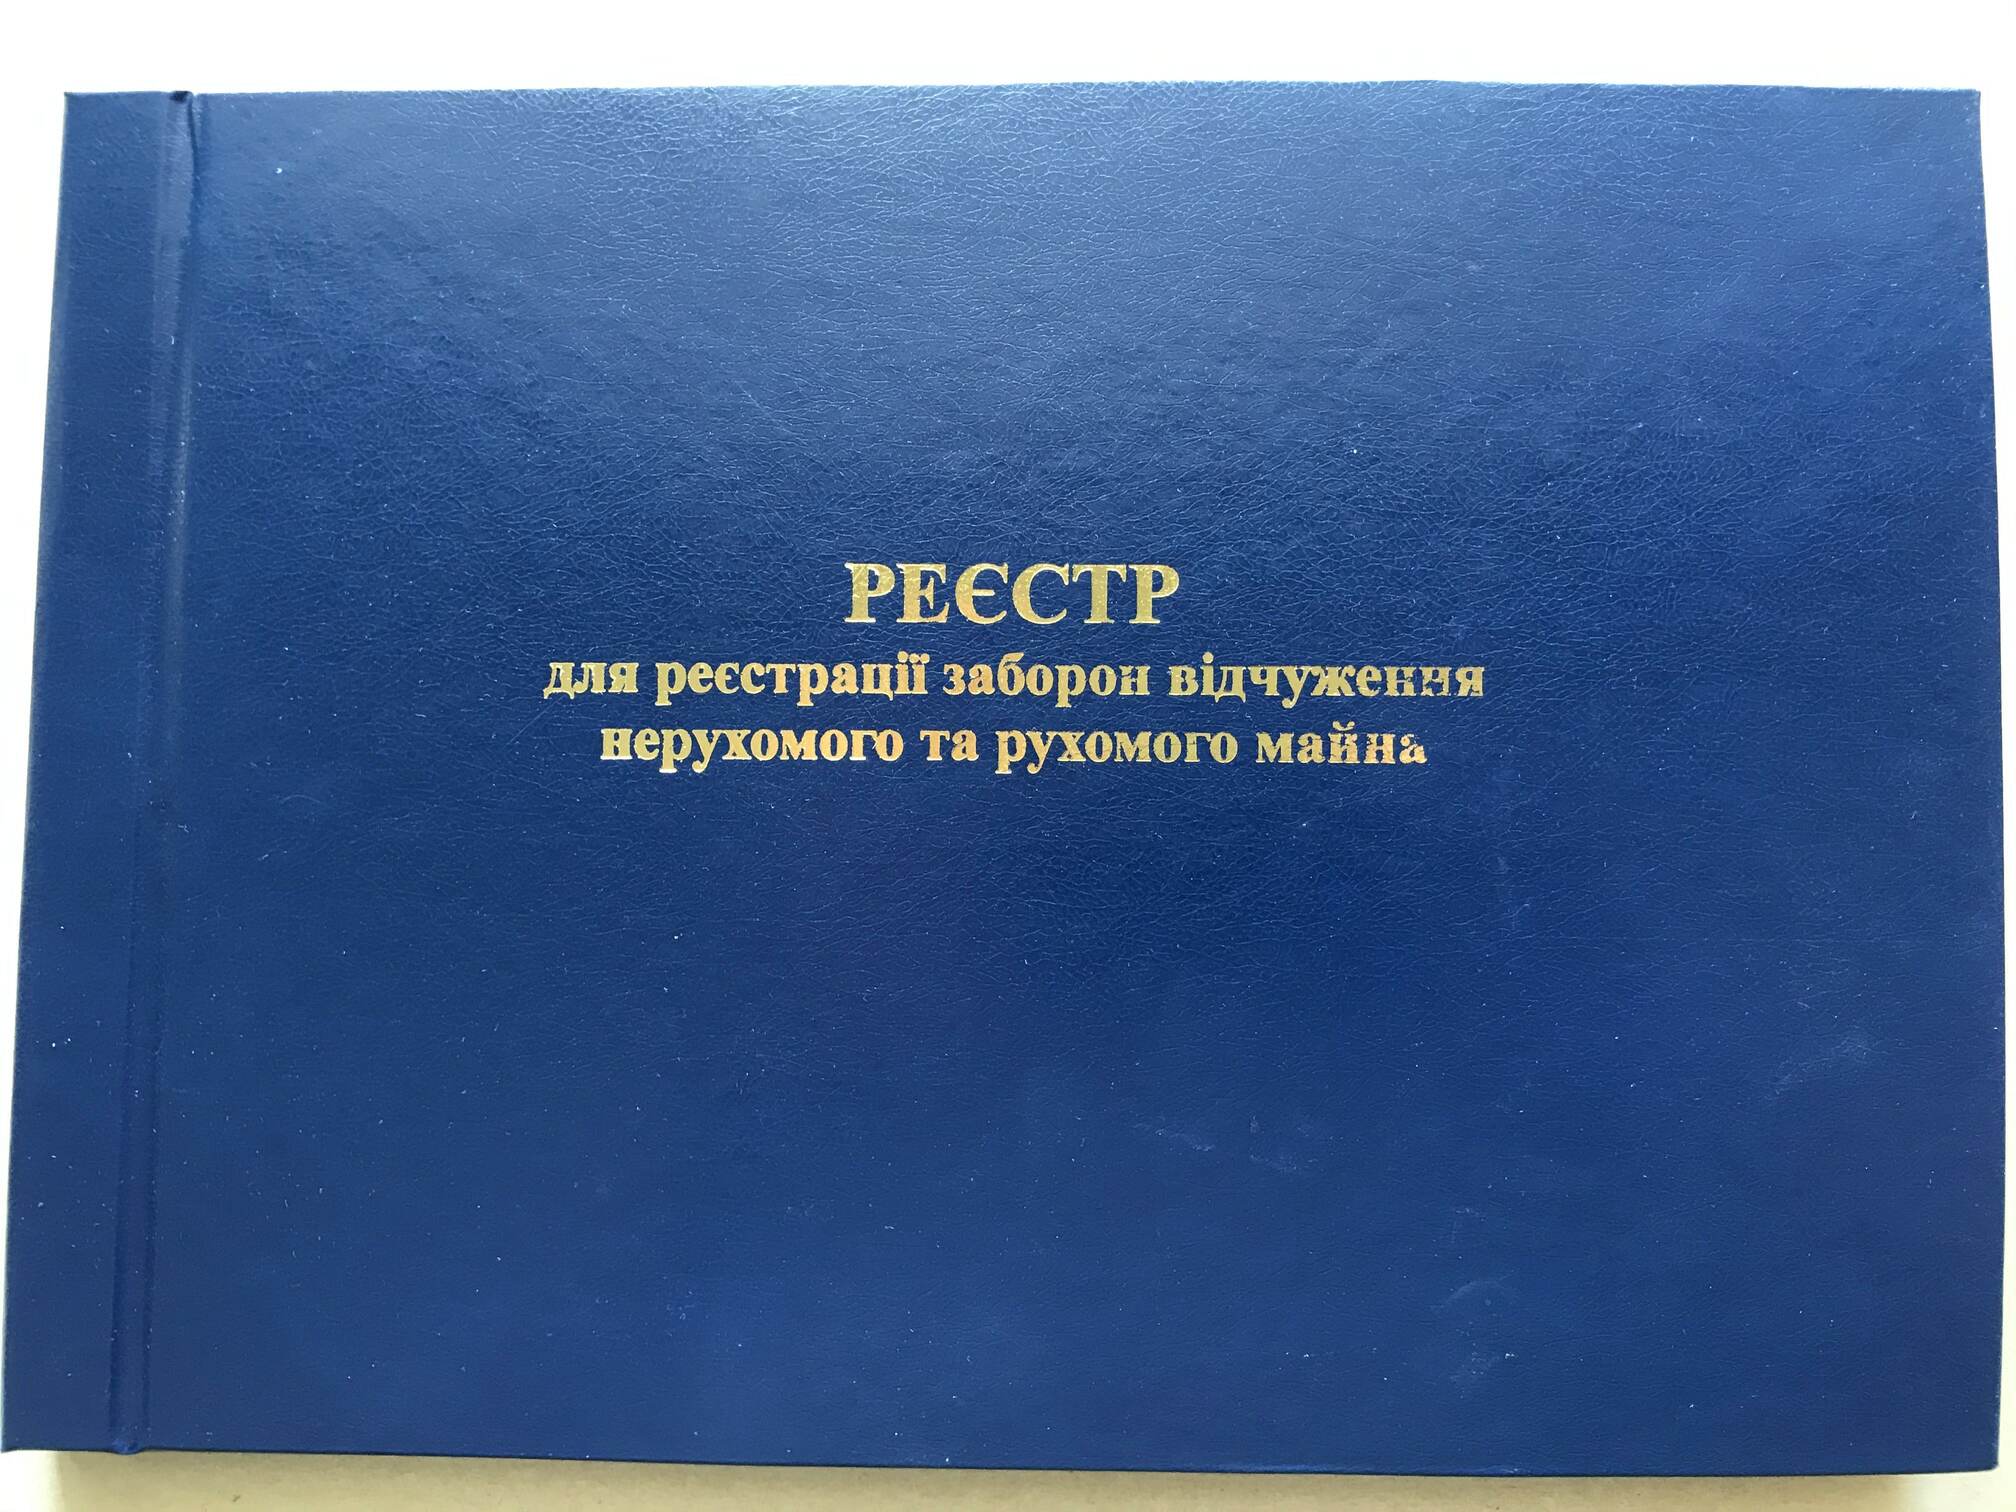 РЕЄСТР
для реєстрації заборон відчуження
нерухомого та рухомого майна